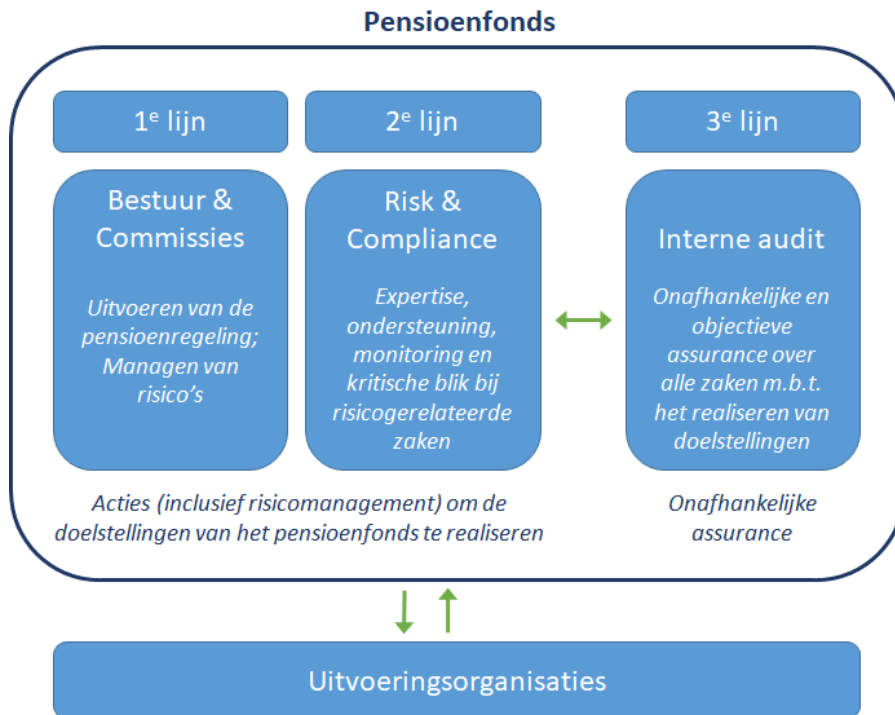 Pensioenfonds
1e lijn
Bestuur &
Commissies
Uitvoeren van de
pensioenregeling;
Managen van
risico's
2e lijn
Risk &
Compliance
Expertise,
ondersteuning,
monitoring en
kritische blik bij
risicogerelateerde
zaken
3e lijn
Interne audit
Onafhankelijke en
objectieve
assurance over
alle zaken m.b.t.
het realiseren van
doelstellingen
Acties (inclusief risicomanagement) om de
doelstellingen van het pensioenfonds te realiseren
Onafhankelijke
assurance
Uitvoeringsorganisaties